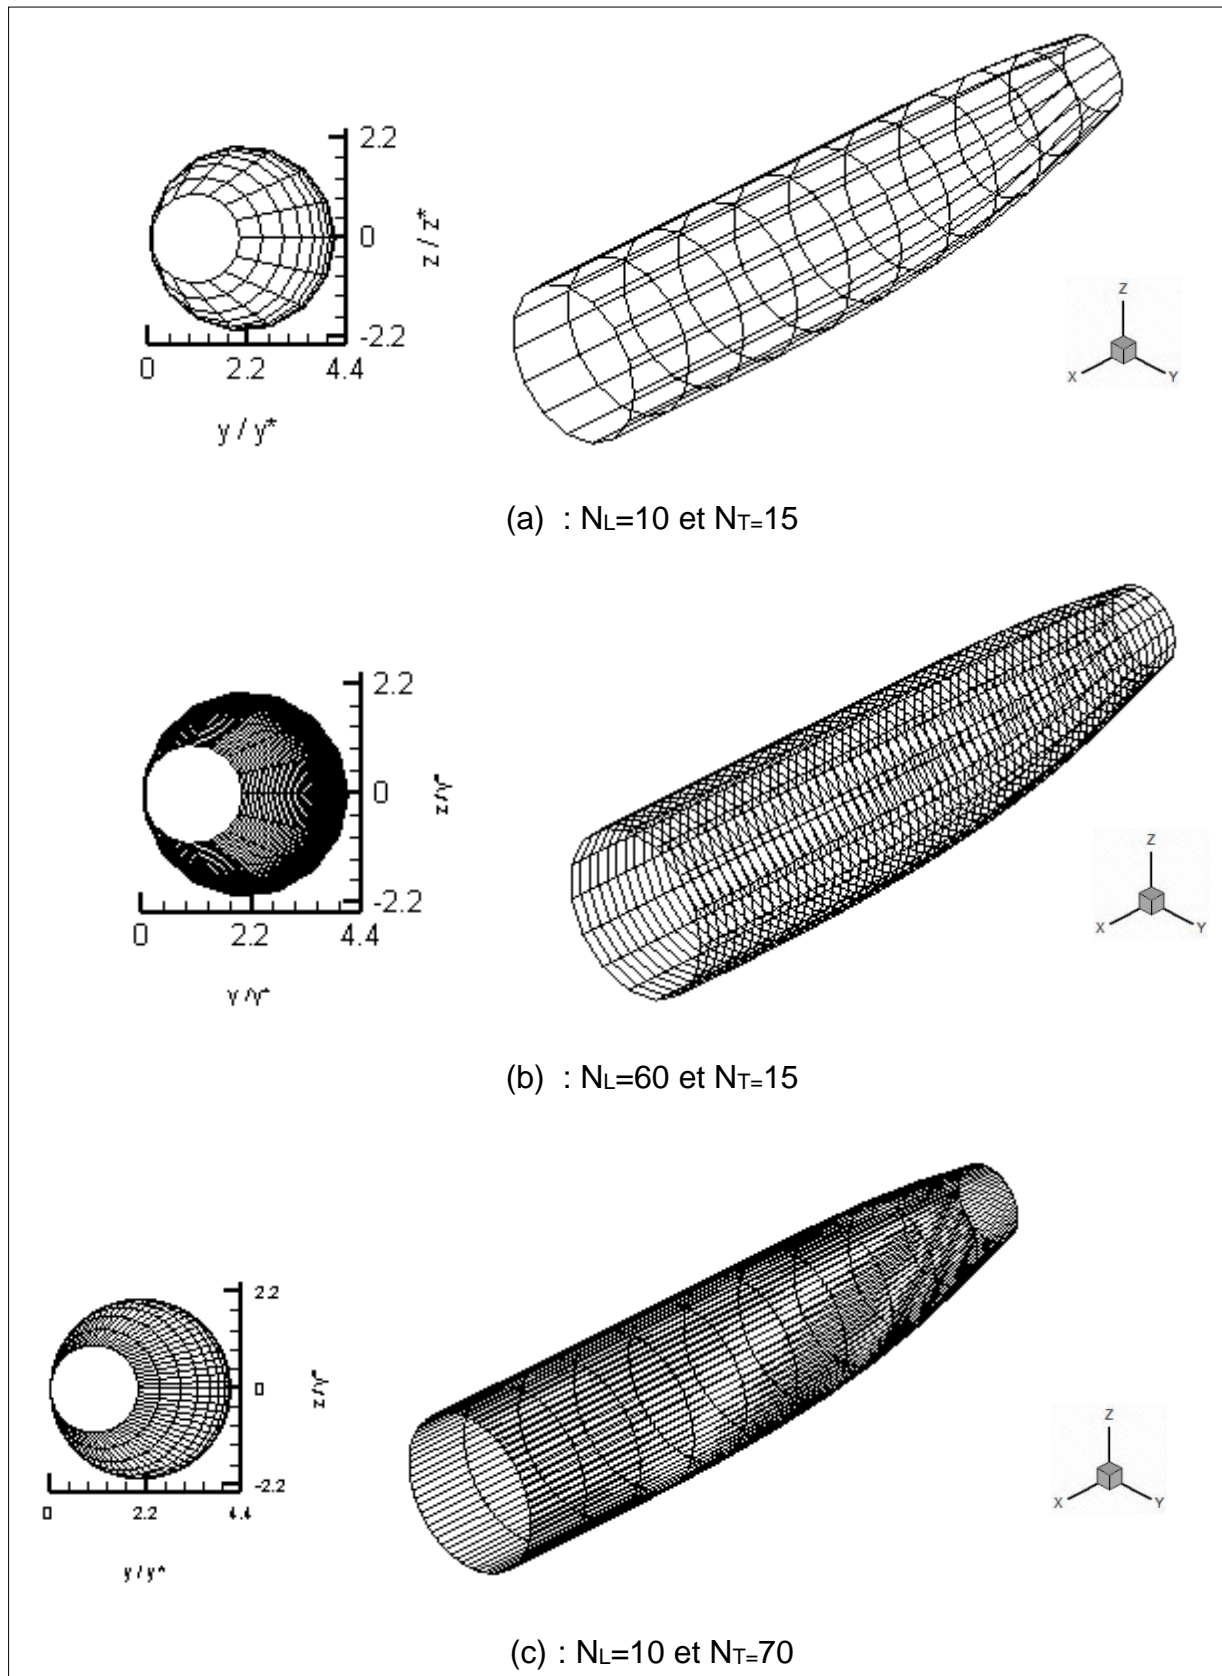 2.2
0
-2.2
z / z*
0 2.2 4.4
y / y*
Z
X Y
(a) : NL=10 et NT=15
2.2
0
-2.2
z /y*
0 2.2 4.4
y /y*
Z
X Y
(b) : NL=60 et NT=15
2.2
0
-2.2
z /y*
0 2.2 4.4
y / y*
Z
X Y
(c) : NL=10 et NT=70